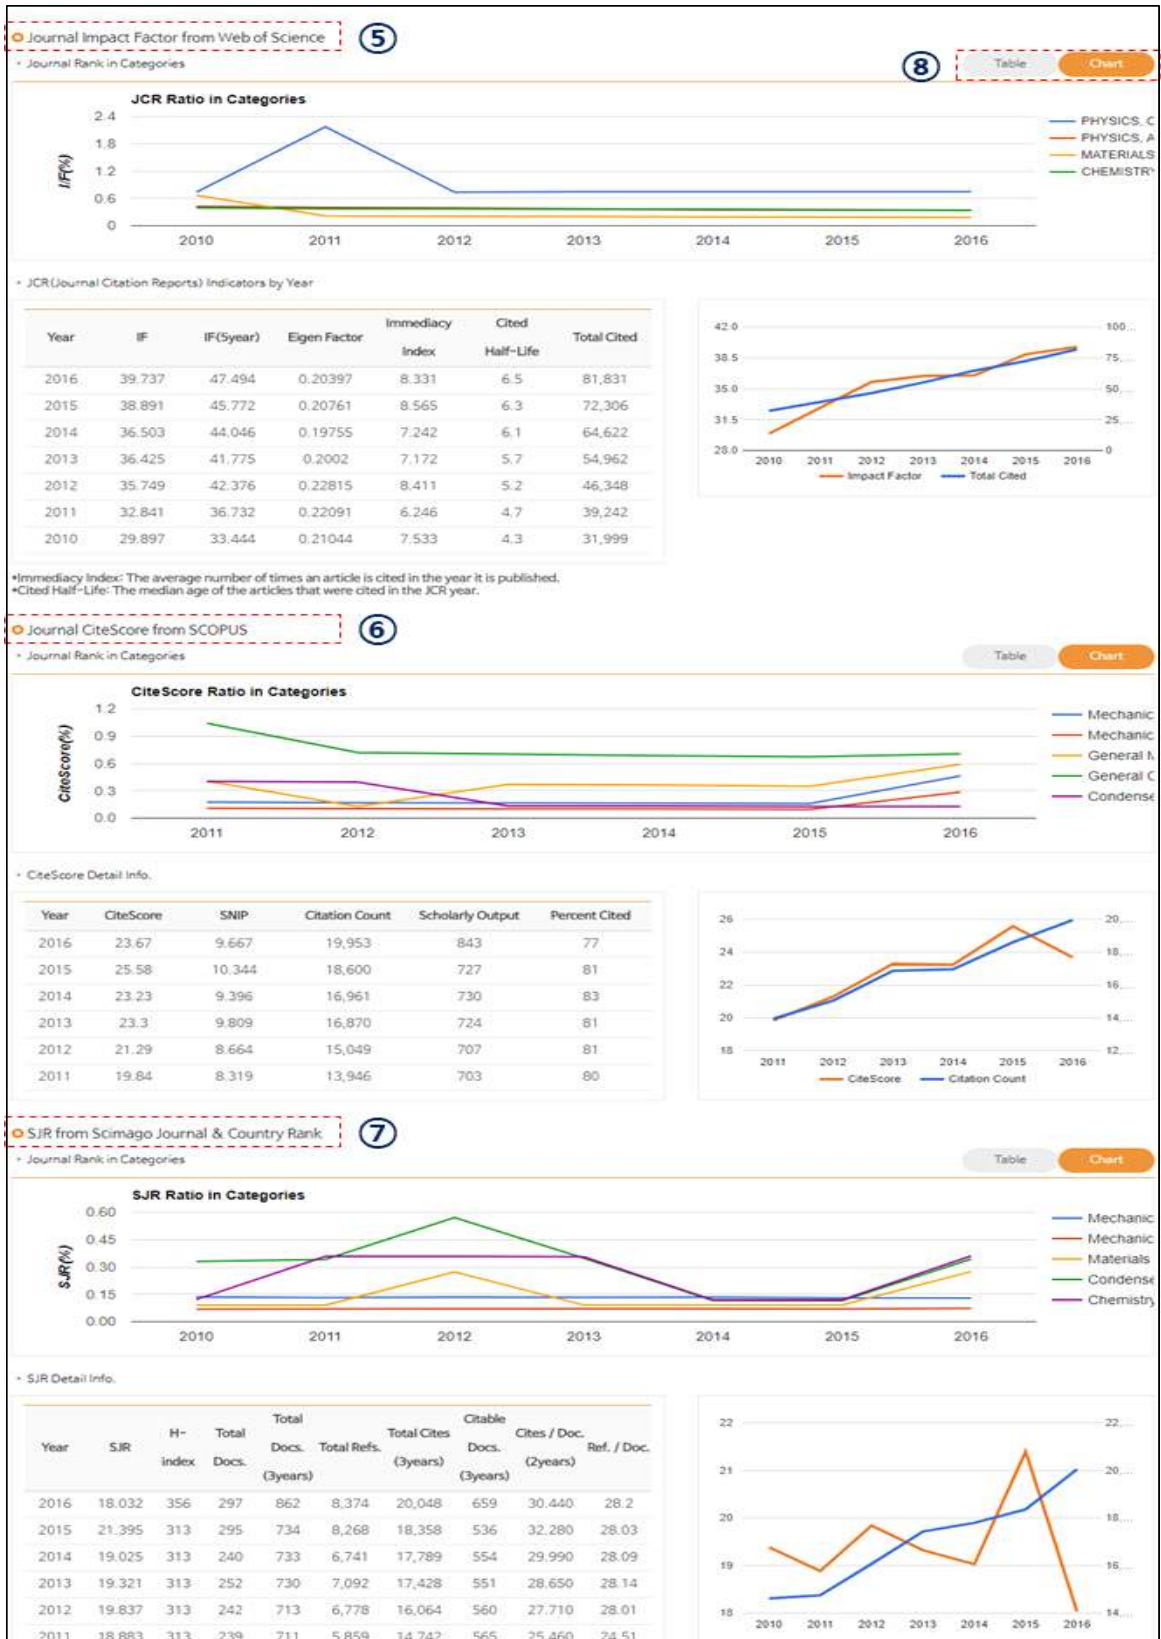 Journal Impact Factor from Web of Science
⑤
Journal Rank in Categories
⑧
Table
Chart
JCR Ratio in Categories
I/F(%)
2.4
1.8
1.2
0.6
0
2010 2011 2012 2013 2014 2015 2016
PHYSICS, C
PHYSICS, A
MATERIALS
CHEMISTRY
JCR(Journal Citation Reports) Indicators by Year
Year IF IF(5year) Eigen Factor Immediacy Index Cited Half-Life Total Cited
2016 39.737 47.494 0.20397 8.331 6.5 81,831
2015 38.891 45.772 0.20761 8.565 6.3 72,306
2014 36.503 44.046 0.19755 7.242 6.1 64,622
2013 36.425 41.775 0.2002 7.172 5.7 54,962
2012 35.749 42.376 0.22815 8.411 5.2 46,348
2011 32.841 36.732 0.22091 6.246 4.7 39,242
2010 29.897 33.444 0.21044 7.533 4.3 31,999
42.0 100...
38.5 75,...
35.0 50,...
31.5 25,...
28.0 0
2010 2011 2012 2013 2014 2015 2016
Impact Factor Total Cited
*Immediacy Index: The average number of times an article is cited in the year it is published.
*Cited Half-Life: The median age of the articles that were cited in the JCR year.
Journal CiteScore from SCOPUS
⑥
Journal Rank in Categories
Table
Chart
CiteScore Ratio in Categories
CiteScore(%)
1.2
0.9
0.6
0.3
0.0
2011 2012 2013 2014 2015 2016
Mechanic
Mechanic
General M
General C
Condense
CiteScore Detail Info.
Year CiteScore SNIP Citation Count Scholarly Output Percent Cited
2016 23.67 9.667 19,953 843 77
2015 25.58 10.344 18,600 727 81
2014 23.23 9.396 16,961 730 83
2013 23.3 9.809 16,870 724 81
2012 21.29 8.664 15,049 707 81
2011 19.84 8.319 13,946 703 80
26 20,...
24 18,...
22 16,...
20 14,...
18 12,...
2011 2012 2013 2014 2015 2016
CiteScore Citation Count
SJR from Scimago Journal & Country Rank
⑦
Journal Rank in Categories
Table
Chart
SJR Ratio in Categories
SJR(%)
0.60
0.45
0.30
0.15
0.00
2010 2011 2012 2013 2014 2015 2016
Mechanic
Mechanic
Materials
Condense
Chemistry
SJR Detail Info.
Year SJR H-index Total Docs. Total Docs. (3years) Total Refs. Total Cites (3years) Citable Docs. (3years) Cites / Doc. (2years) Ref. / Doc.
2016 18.032 356 297 862 8,374 20,048 659 30.440 28.2
2015 21.395 313 295 734 8,268 18,358 536 32.280 28.03
2014 19.025 313 240 733 6,741 17,789 554 29.990 28.09
2013 19.321 313 252 730 7,092 17,428 551 28.650 28.14
2012 19.837 313 242 713 6,778 16,064 560 27.710 28.01
2011 18.883 313 239 711 5,859 14,742 565 25.460 24.51
22 22,...
21 20,...
20 18,...
19 16,...
18 14,...
2010 2011 2012 2013 2014 2015 2016